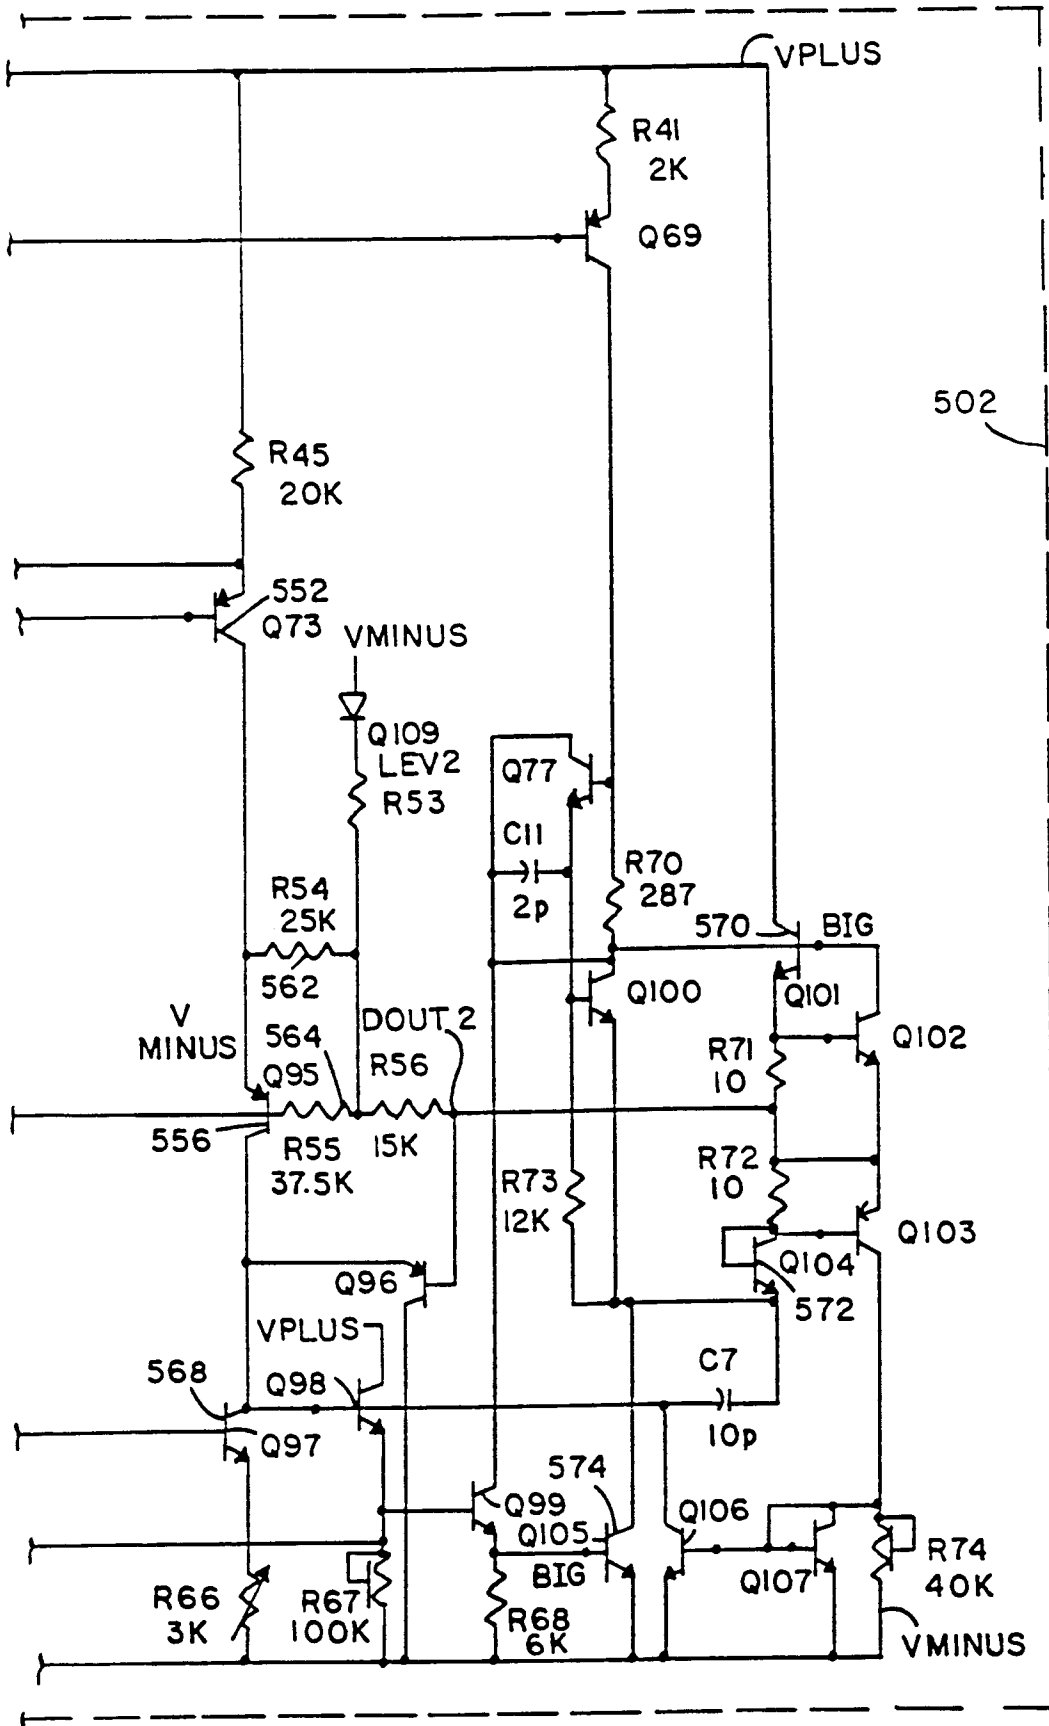 VPLUS
R41
2K
Q69
502
R45
20K
552
Q73
VMINUS
Q109
LEV2
R53
Q77
C11
2p
R70
287
R54
25K
562
570
BIG
Q101
Q100
Q102
V
MINUS
564
DOUT 2
R56
R71
10
Q95
556
R55
37.5K
15K
R72
10
R73
12K
Q103
Q104
572
Q96
VPLUS
C7
10p
568
Q98
Q97
574
Q99
Q105
Q106
BIG
Q107
R74
40K
R66
3K
R67
100K
R68
6K
VMINUS